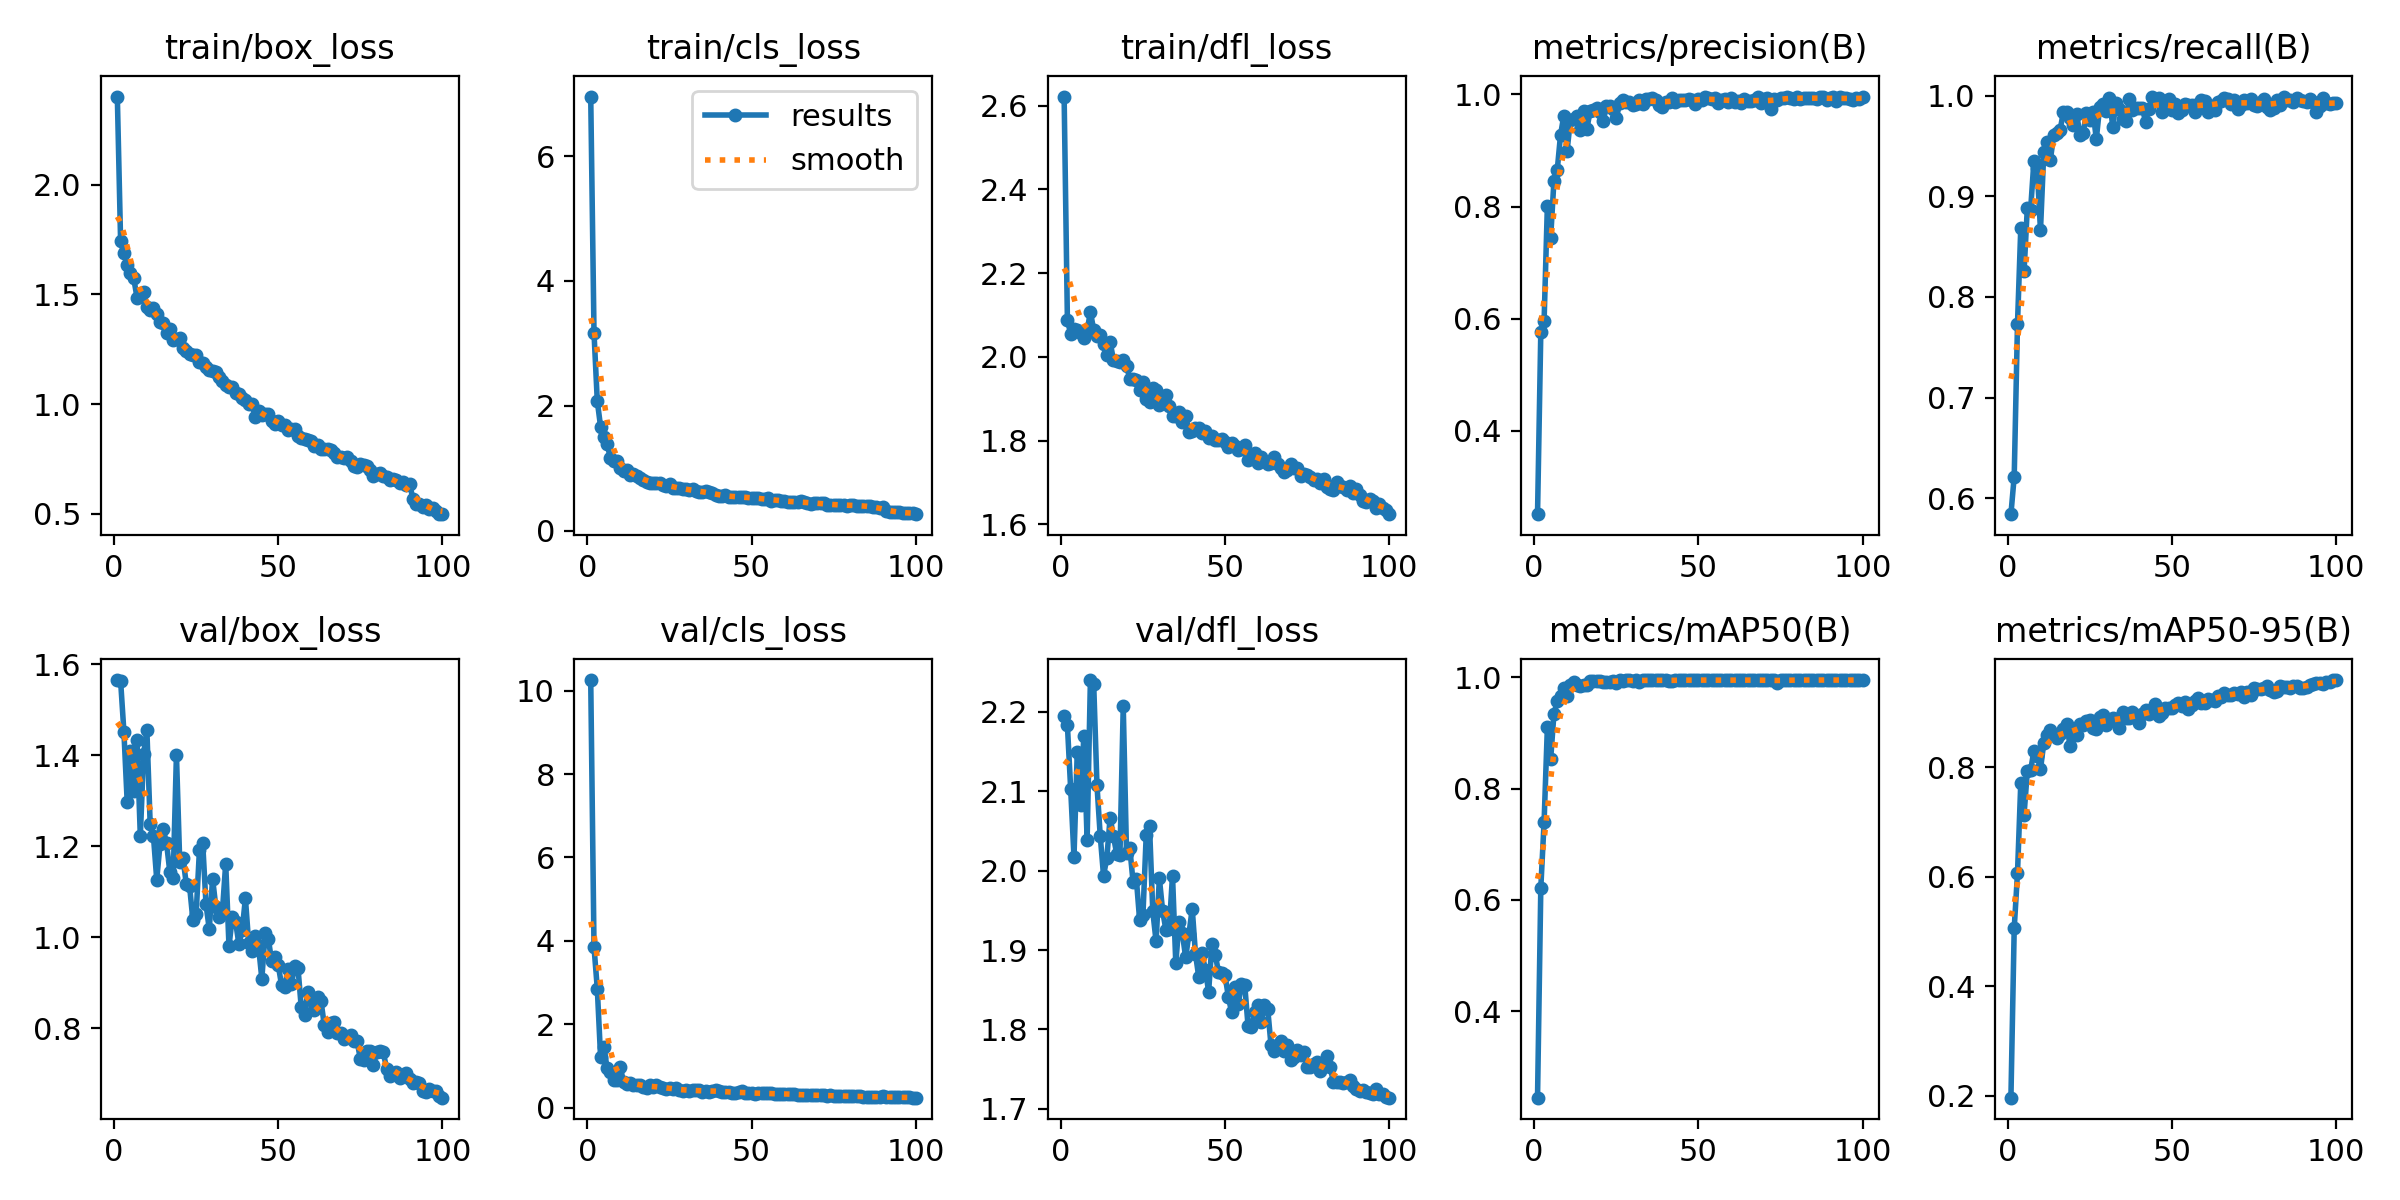 train/box_loss
2.0
1.5
1.0
0.5
0 50 100
train/cls_loss
results
smooth
6
4
2
0
0 50 100
train/dfl_loss
2.6
2.4
2.2
2.0
1.8
1.6
0 50 100
metrics/precision(B)
1.0
0.8
0.6
0.4
0 50 100
metrics/recall(B)
1.0
0.9
0.8
0.7
0.6
0 50 100
val/box_loss
1.6
1.4
1.2
1.0
0.8
0 50 100
val/cls_loss
10
8
6
4
2
0
0 50 100
val/dfl_loss
2.2
2.1
2.0
1.9
1.8
1.7
0 50 100
metrics/mAP50(B)
1.0
0.8
0.6
0.4
0 50 100
metrics/mAP50-95(B)
0.8
0.6
0.4
0.2
0 50 100